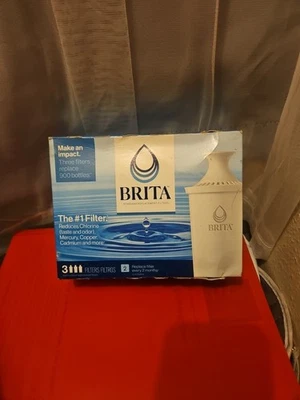 Make an
impact.
Three filters
replace
900 bottles
BRITA
The #1 Filter.
Reduces Chlorine
(taste and odor),
Mercury, Copper,
Cadmium and more
BRITA
3 FILTERS FILTROS
2 Replace filter
every 2 months